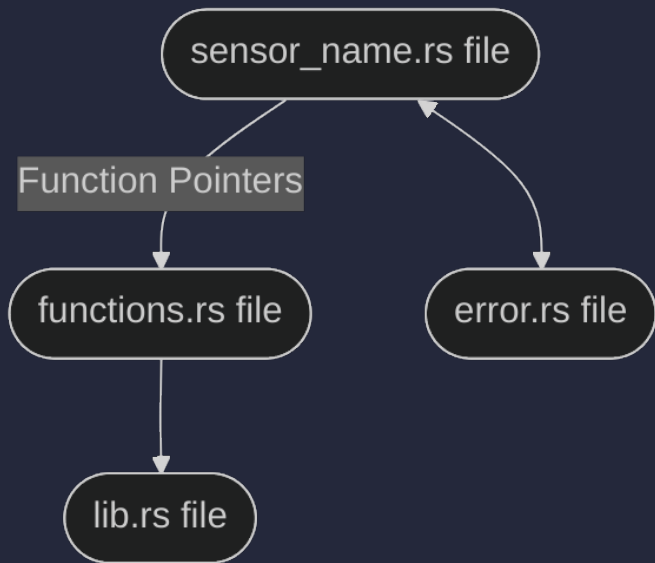 sensor_name.rs file
Function Pointers
functions.rs file
error.rs file
lib.rs file